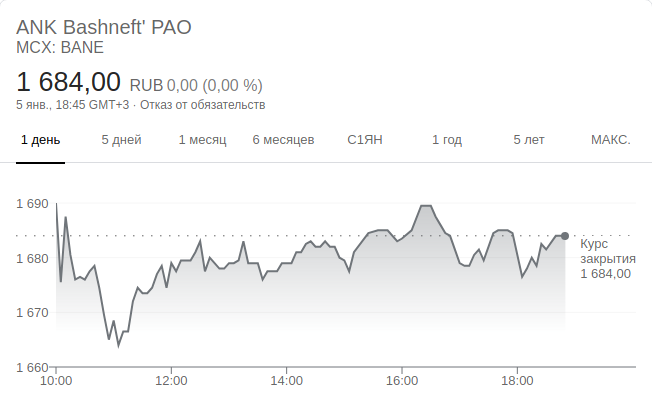 ANK Bashneft' PAO
MCX: BANE
1 684,00 RUB 0,00 (0,00 %)
5 янв., 18:45 GMT+3 · Отказ от обязательств
1 день 5 дней 1 месяц 6 месяцев С1ЯН 1 год 5 лет МАКС.
1 690
1 680
1 670
1 660
Курс
закрытия
1 684,00
10:00 12:00 14:00 16:00 18:00